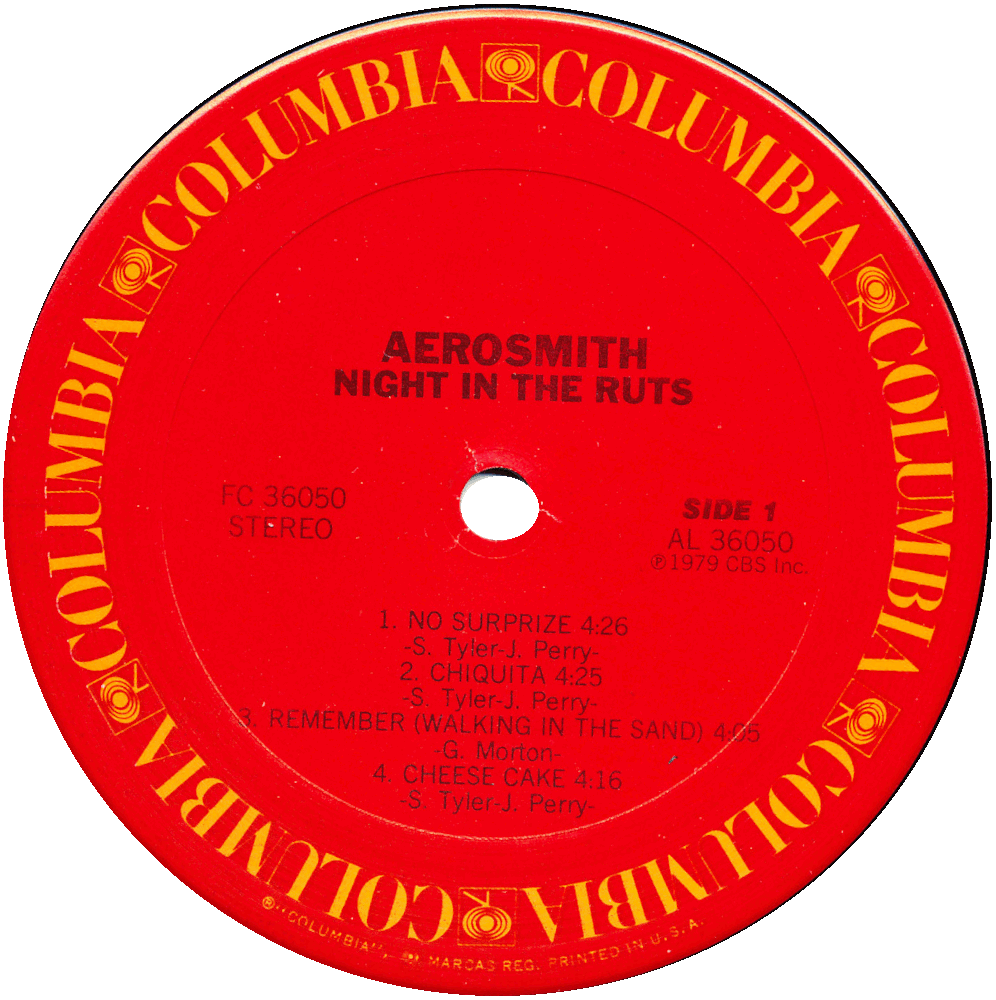 COLUMBIA COLUMBIA COLUMBIA COLUMBIA COLUMBIA COLUMBIA
AEROSMITH
NIGHT IN THE RUTS
FC 36050
STEREO
SIDE 1
AL 36050
℗ 1979 CBS Inc.
1. NO SURPRIZE 4:26
-S. Tyler-J. Perry-
2. CHIQUITA 4:25
-S. Tyler-J. Perry-
3. REMEMBER (WALKING IN THE SAND) 4:05
-G. Morton-
4. CHEESE CAKE 4:16
-S. Tyler-J. Perry-
® "COLUMBIA", MARCAS REG. PRINTED IN U.S.A.